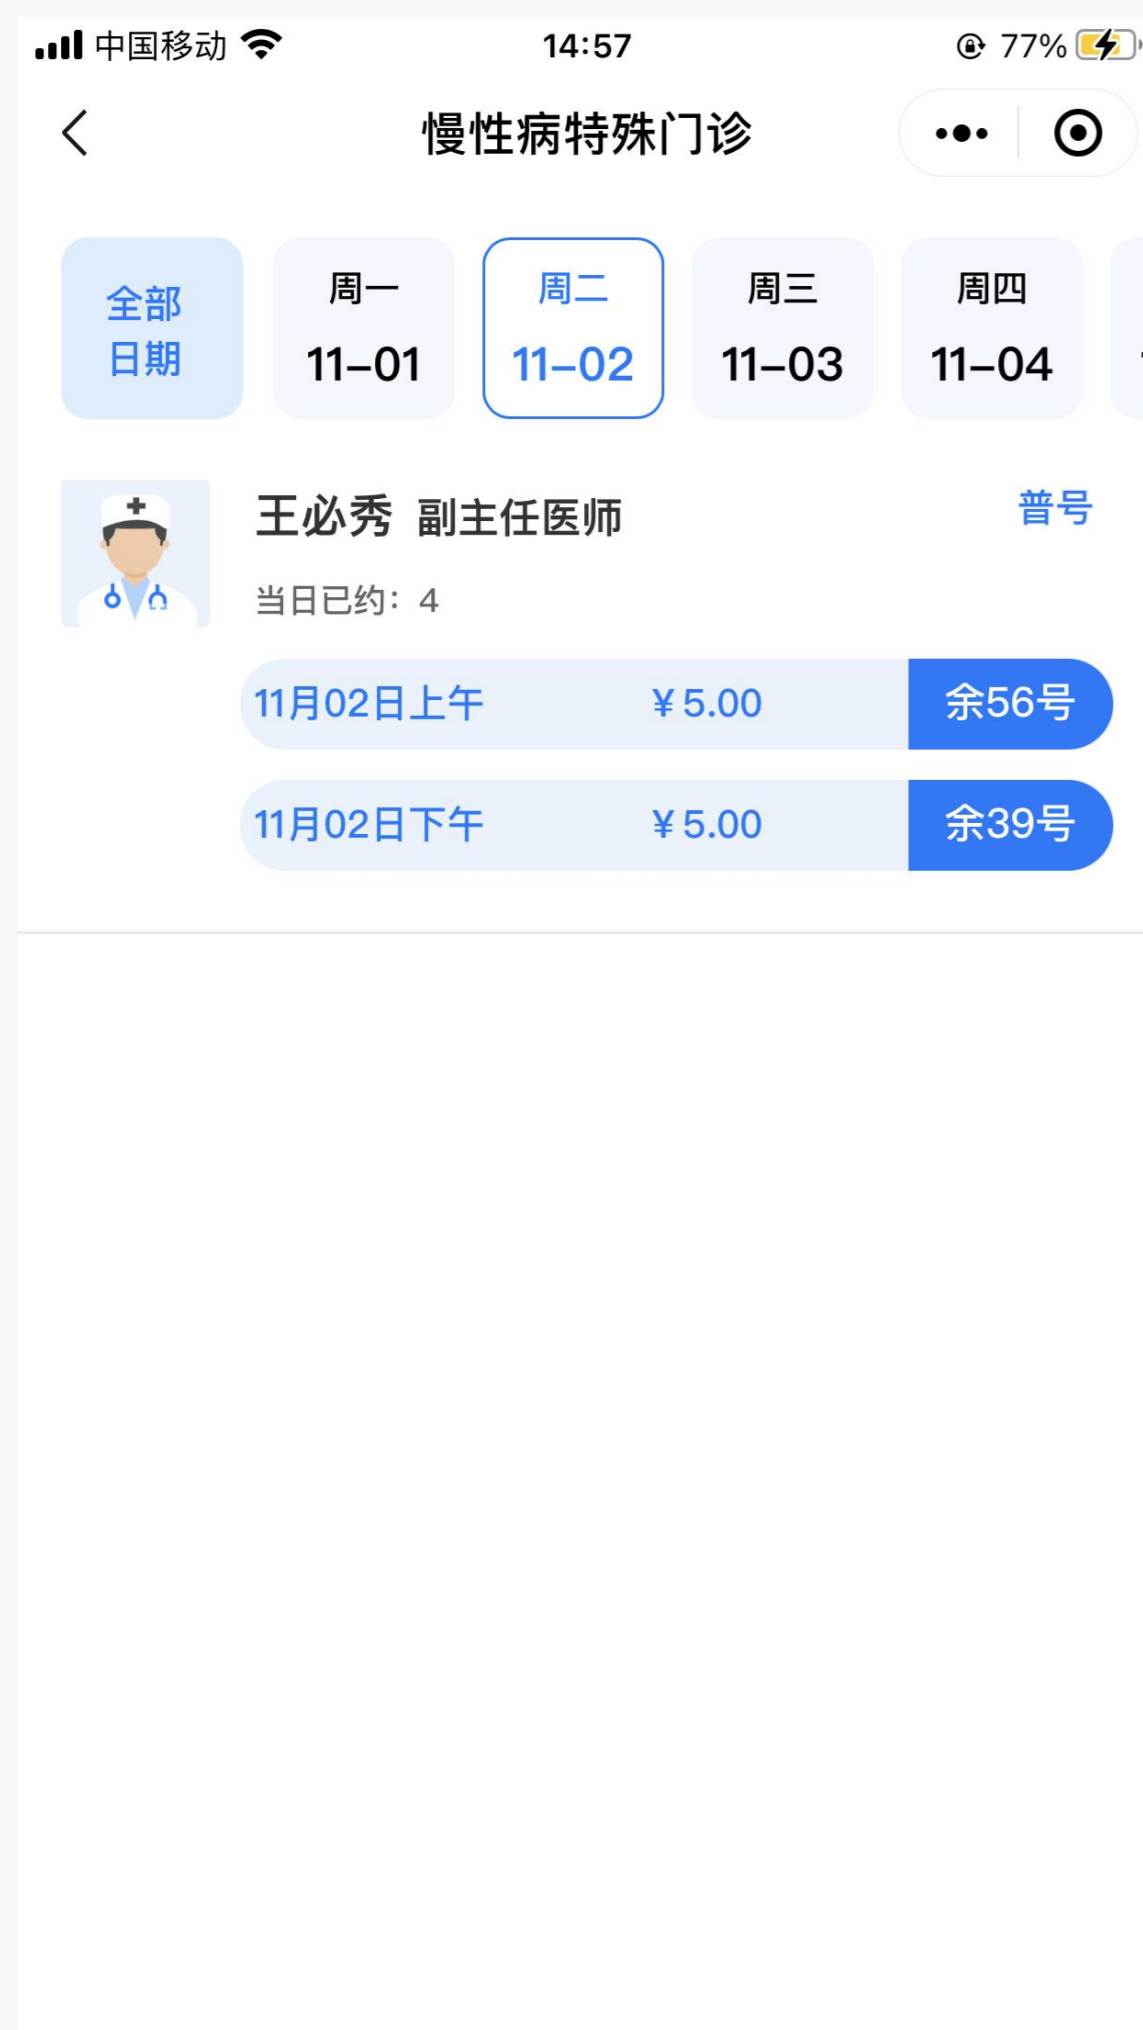 中国移动 14:57 77%
慢性病特殊门诊
全部日期 周一 11-01 周二 11-02 周三 11-03 周四 11-04
王必秀 副主任医师 普号
当日已约：4
11月02日上午 ¥5.00 余56号
11月02日下午 ¥5.00 余39号